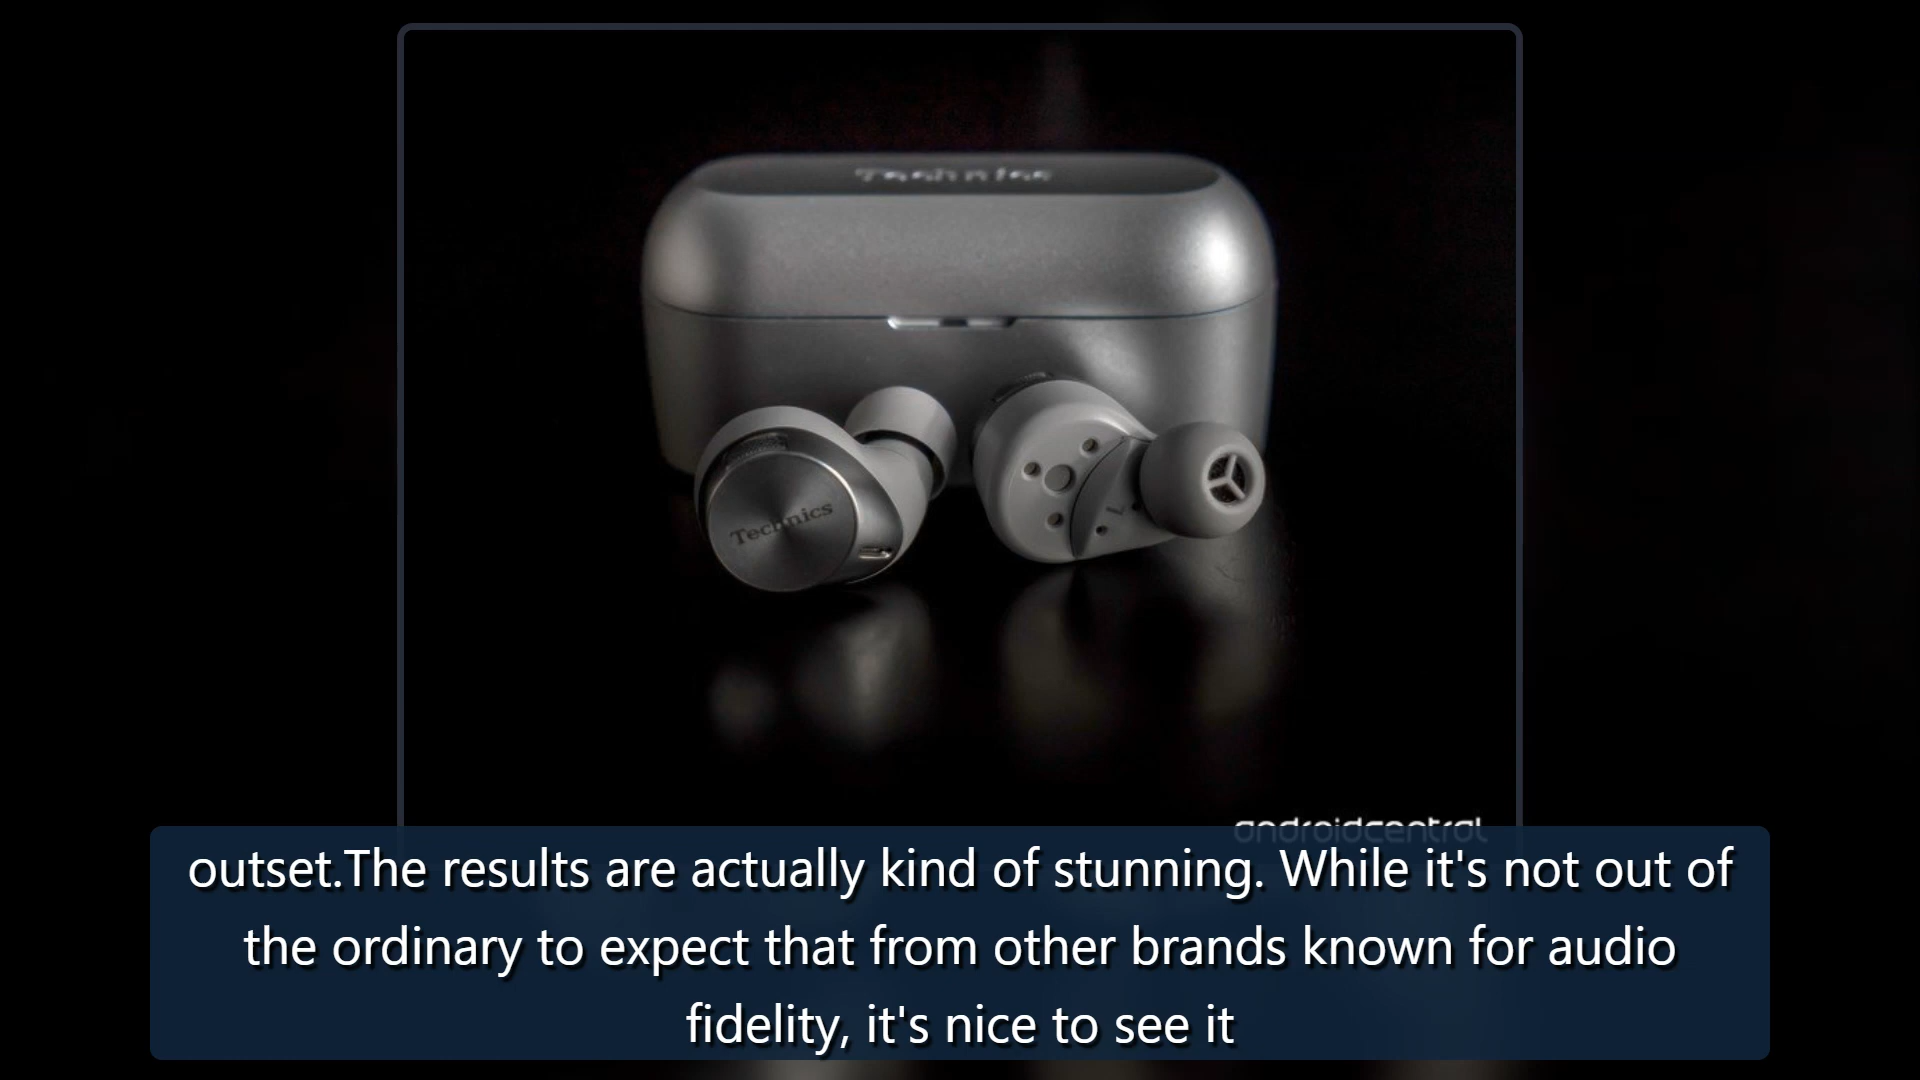 Technics
Technics
L
androidcentral
outset.The results are actually kind of stunning. While it's not out of
the ordinary to expect that from other brands known for audio
fidelity, it's nice to see it